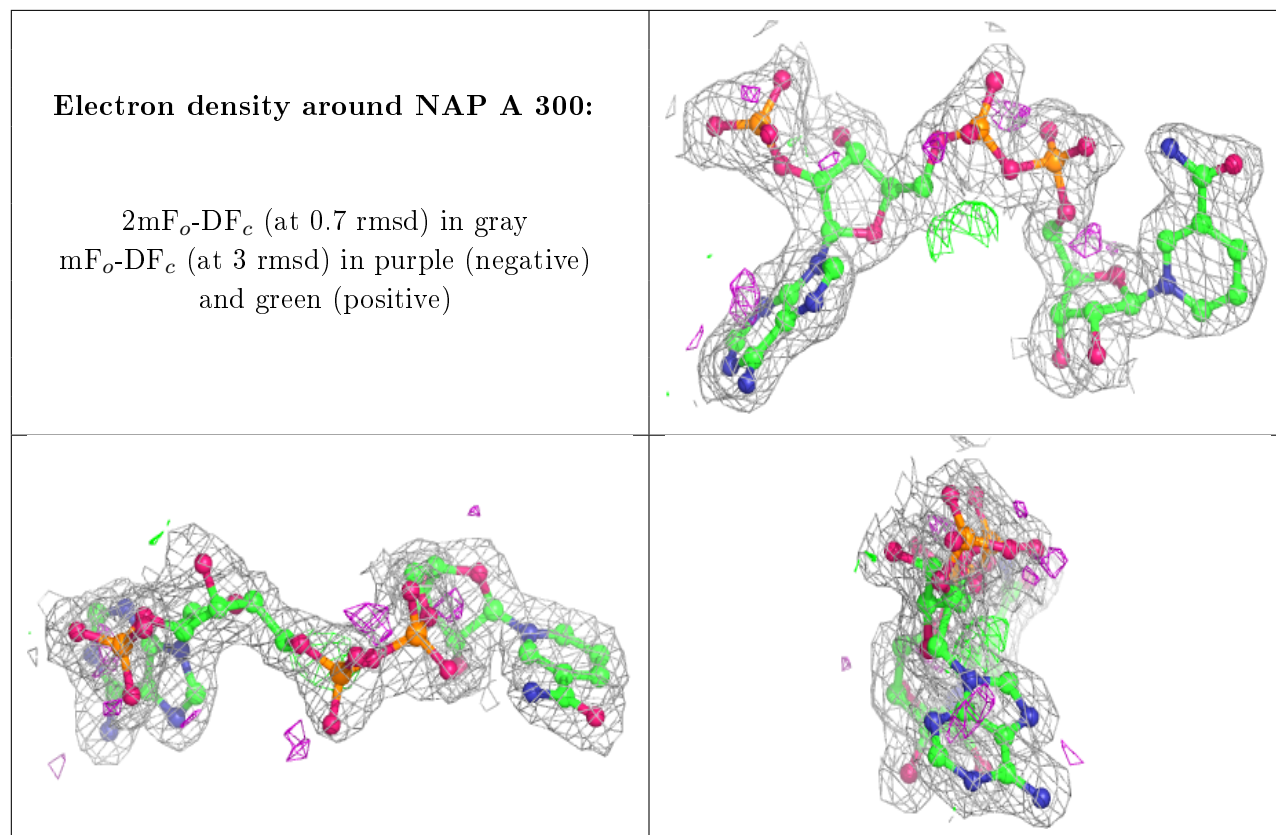 Electron density around NAP A 300:
2mFₒ-DF𝒸 (at 0.7 rmsd) in gray
mFₒ-DF𝒸 (at 3 rmsd) in purple (negative)
and green (positive)